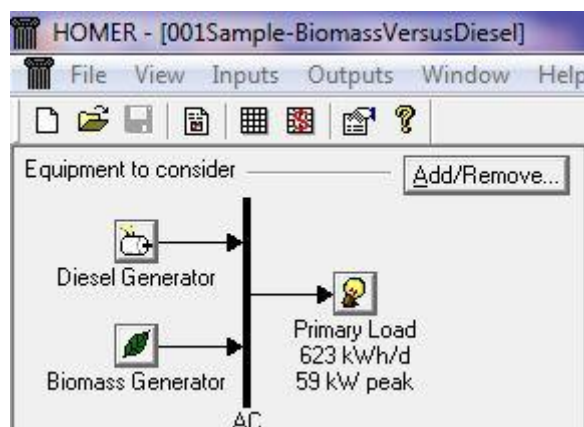 HOMER - [001Sample-BiomassVersusDiesel]
File View Inputs Outputs Window Help
Equipment to consider Add/Remove...
Diesel Generator
Primary Load
623 kWh/d
59 kW peak
Biomass Generator
AC